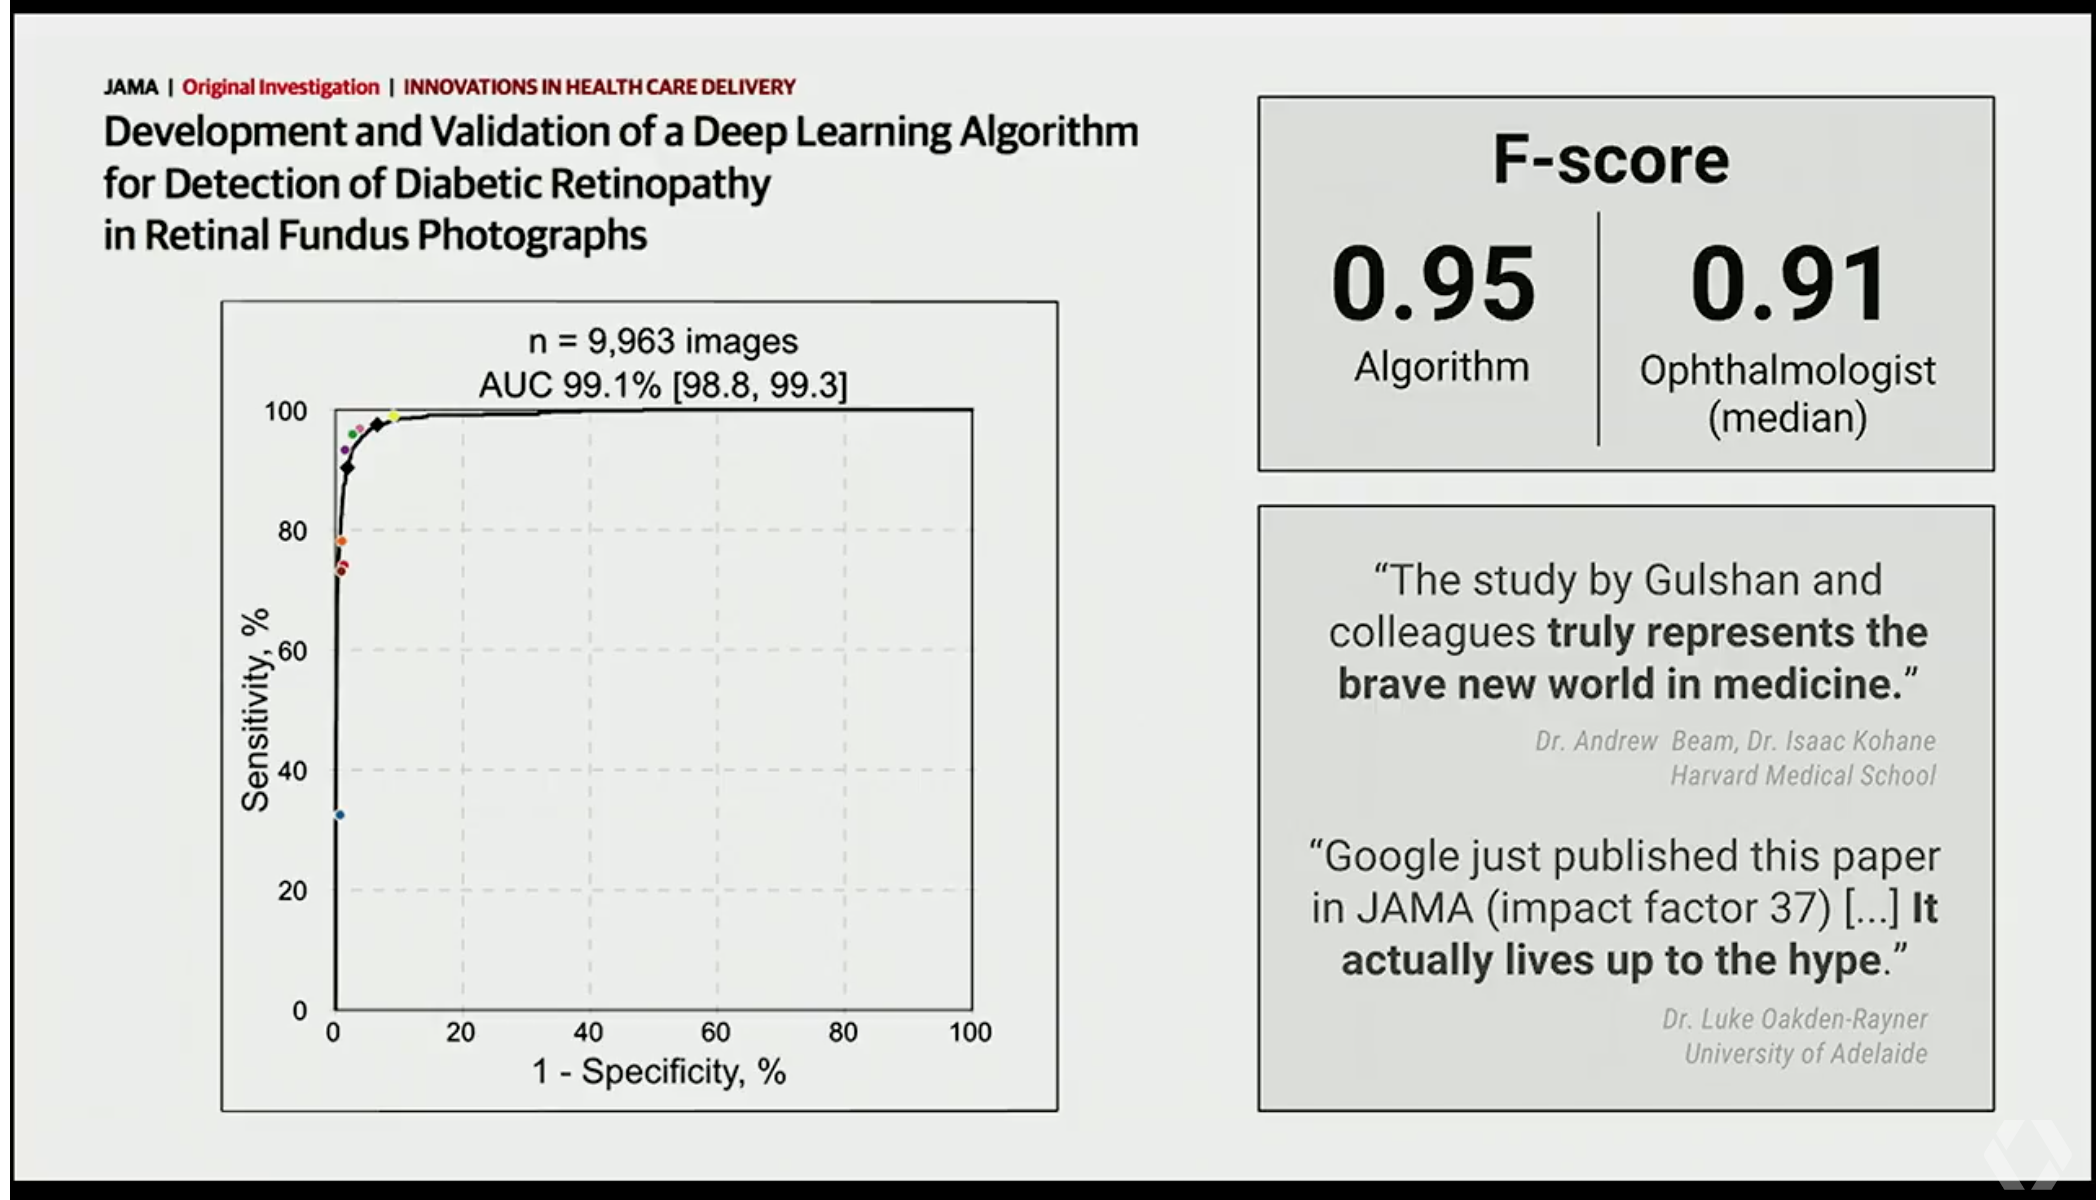 JAMA | Original Investigation | INNOVATIONS IN HEALTH CARE DELIVERY
Development and Validation of a Deep Learning Algorithm
for Detection of Diabetic Retinopathy
in Retinal Fundus Photographs
n = 9,963 images
AUC 99.1% [98.8, 99.3]
100
80
60
40
20
0
Sensitivity, %
0 20 40 60 80 100
1 - Specificity, %
F-score
0.95
Algorithm
0.91
Ophthalmologist
(median)
“The study by Gulshan and
colleagues truly represents the
brave new world in medicine.”
Dr. Andrew Beam, Dr. Isaac Kohane
Harvard Medical School
“Google just published this paper
in JAMA (impact factor 37) [...] It
actually lives up to the hype.”
Dr. Luke Oakden-Rayner
University of Adelaide